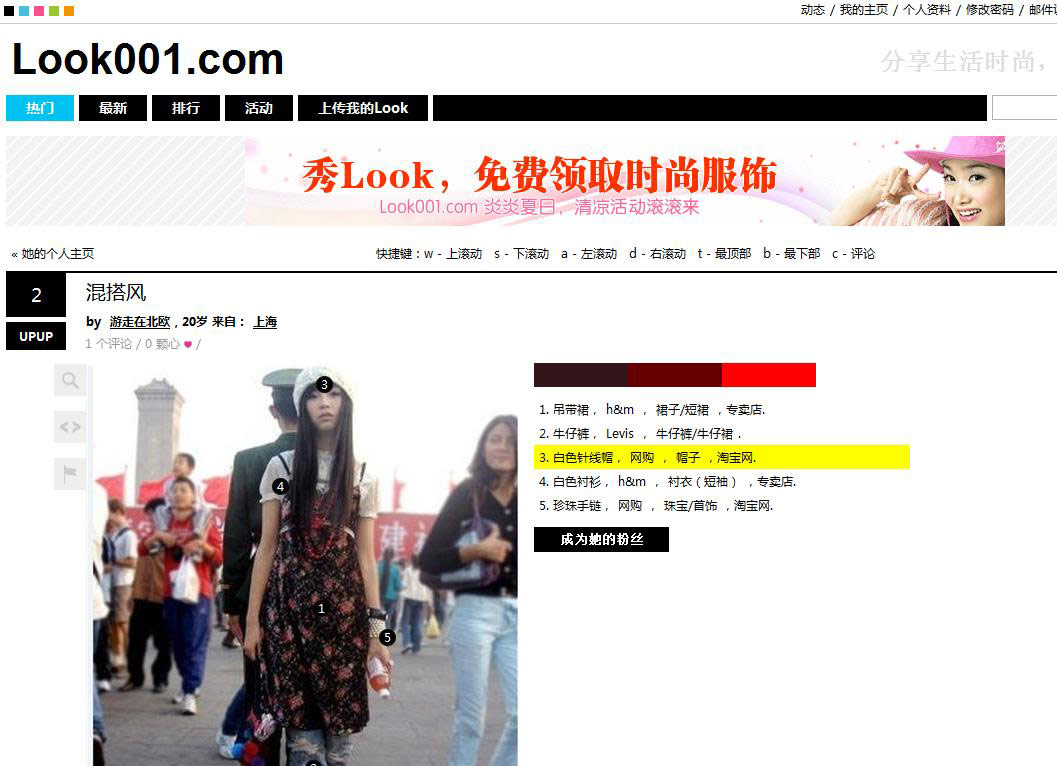 动态 / 我的主页 / 个人资料 / 修改密码 / 邮件
Look001.com
分享生活时尚，
热门 最新 排行 活动 上传我的Look
秀Look，免费领取时尚服饰
Look001.com 炎炎夏日，清凉活动滚滚来
« 她的个人主页 快捷键：w - 上滚动 s - 下滚动 a - 左滚动 d - 右滚动 t - 最顶部 b - 最下部 c - 评论
2 混搭风
UPUP by 游走在北欧，20岁 来自： 上海
1 个评论 / 0 颗心 /
1. 吊带裙， h&m ， 裙子/短裙 ，专卖店.
2. 牛仔裤， Levis ， 牛仔裤/牛仔裙 .
3. 白色针线帽， 网购 ， 帽子 ，淘宝网.
4. 白色衬衫， h&m ， 衬衣（短袖） ，专卖店.
5. 珍珠手链， 网购 ， 珠宝/首饰 ，淘宝网.
成为她的粉丝
3
4
建
1
5